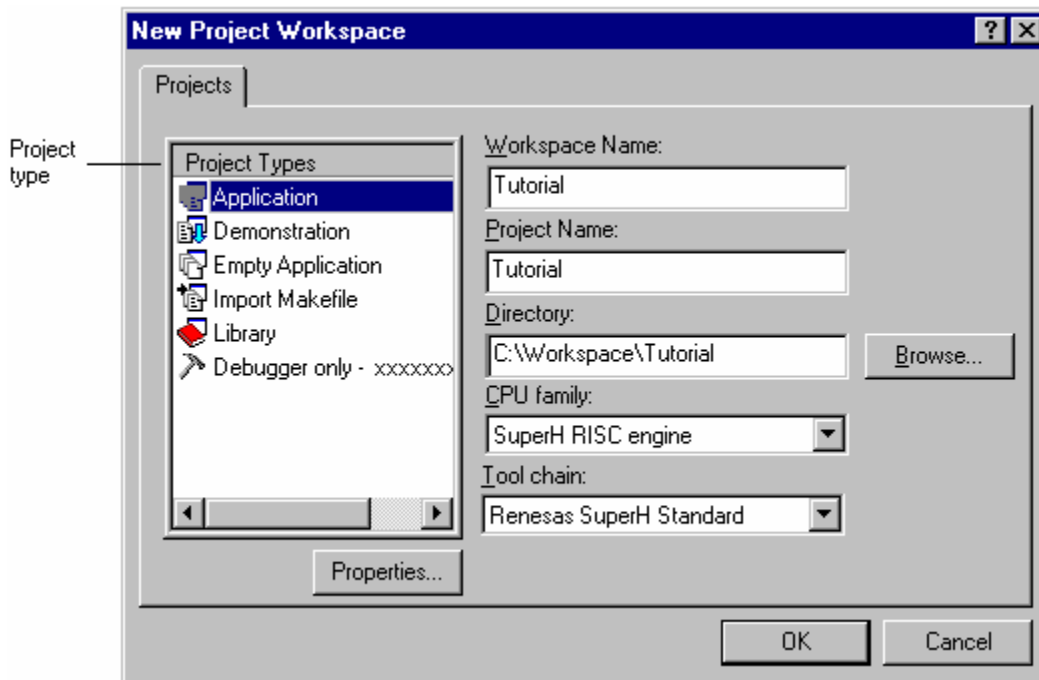 New Project Workspace
Projects
Project
type
Project Types
Application
Demonstration
Empty Application
Import Makefile
Library
Debugger only - xxxxxxx
Properties...
Workspace Name:
Tutorial
Project Name:
Tutorial
Directory:
C:\Workspace\Tutorial
Browse...
CPU family:
SuperH RISC engine
Tool chain:
Renesas SuperH Standard
OK
Cancel